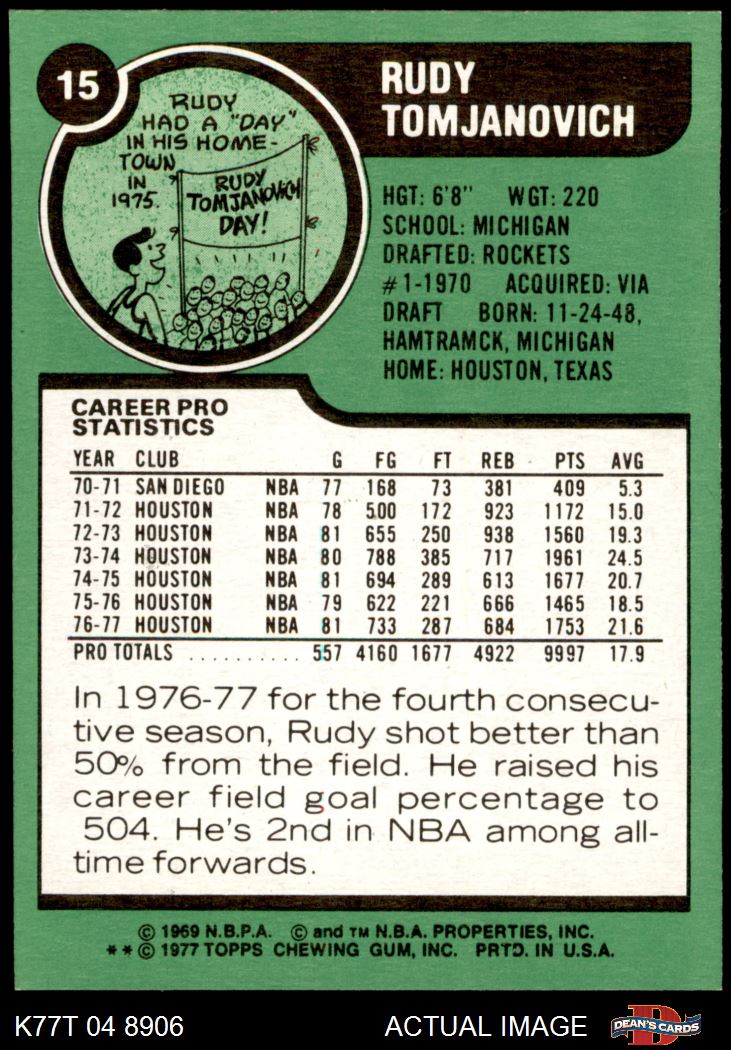 15
RUDY
TOMJANOVICH
RUDY
HAD A "DAY"
IN HIS HOME-
TOWN
IN
1975.
RUDY
TOMJANOVICH
DAY!
HGT: 6'8" WGT: 220
SCHOOL: MICHIGAN
DRAFTED: ROCKETS
#1-1970 ACQUIRED: VIA
DRAFT BORN: 11-24-48,
HAMTRAMCK, MICHIGAN
HOME: HOUSTON, TEXAS
CAREER PRO
STATISTICS
YEAR CLUB G FG FT REB PTS AVG
70-71 SAN DIEGO NBA 77 168 73 381 409 5.3
71-72 HOUSTON NBA 78 500 172 923 1172 15.0
72-73 HOUSTON NBA 81 655 250 938 1560 19.3
73-74 HOUSTON NBA 80 788 385 717 1961 24.5
74-75 HOUSTON NBA 81 694 289 613 1677 20.7
75-76 HOUSTON NBA 79 622 221 666 1465 18.5
76-77 HOUSTON NBA 81 733 287 684 1753 21.6
PRO TOTALS .......... 557 4160 1677 4922 9997 17.9
In 1976-77 for the fourth consecu-
tive season, Rudy shot better than
50% from the field. He raised his
career field goal percentage to
504. He's 2nd in NBA among all-
time forwards.
© 1969 N.B.P.A. © and TM N.B.A. PROPERTIES, INC.
**© 1977 TOPPS CHEWING GUM, INC. PRTD. IN U.S.A.
K77T 04 8906 ACTUAL IMAGE
D
DEAN'S CARDS